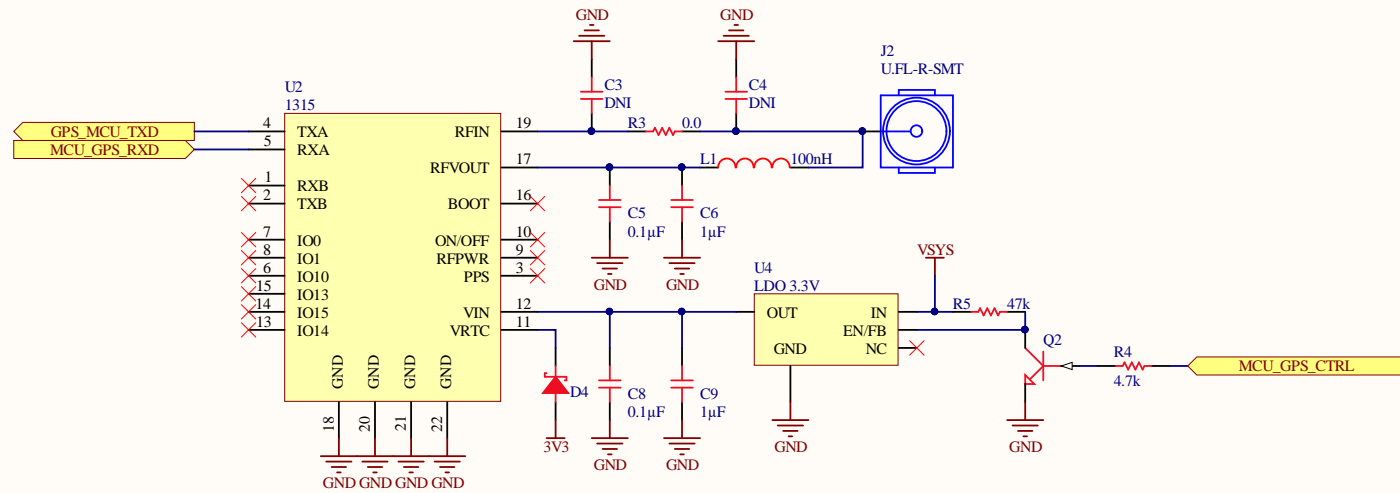 GND
GND
J2
U.FL-R-SMT
U2
1315
C3
DNI
C4
DNI
GPS_MCU_TXD
4
TXA
RFIN
19
R3
0.0
MCU_GPS_RXD
5
RXA
RFVOUT
17
L1
100nH
1
RXB
2
TXB
BOOT
16
C5
0.1µF
C6
1µF
7
IO0
ON/OFF
10
8
IO1
RFPWR
9
6
IO10
PPS
3
GND
GND
VSYS
15
IO13
U4
LDO 3.3V
14
IO15
VIN
12
OUT
IN
R5
47k
13
IO14
VRTC
11
EN/FB
GND
NC
Q2
R4
4.7k
MCU_GPS_CTRL
GND
GND
GND
GND
D4
C8
0.1µF
C9
1µF
18
20
21
22
3V3
GND
GND
GND
GND
GND
GND
GND
GND